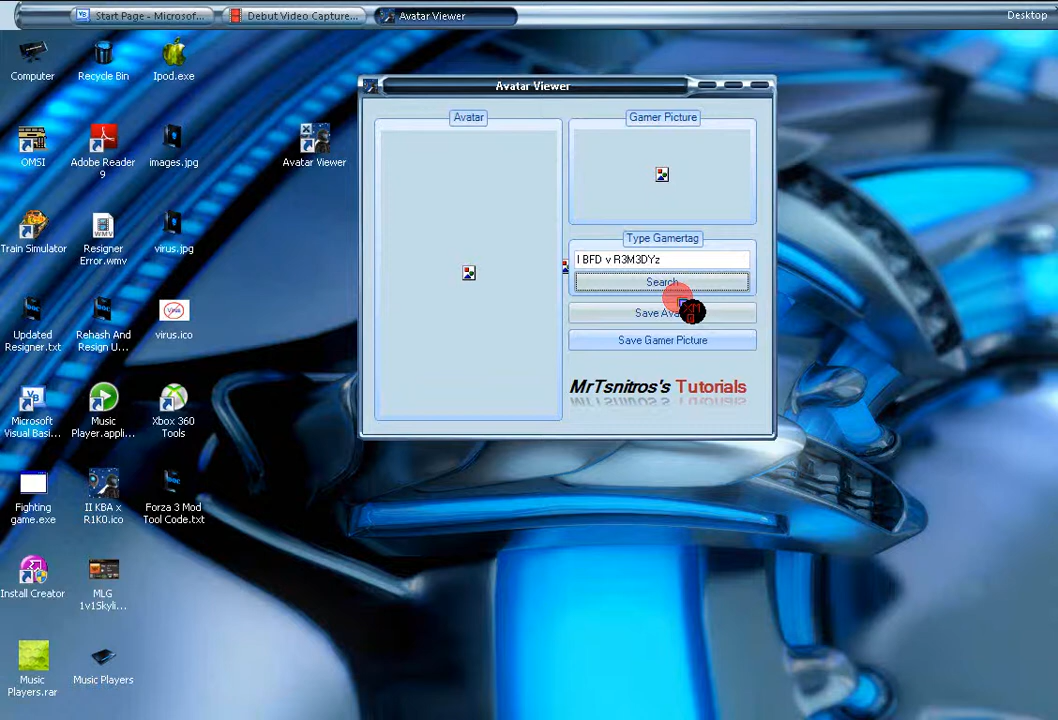 Start Page - Microsof...
Debut Video Capture...
Avatar Viewer
Desktop
Computer
Recycle Bin
Ipod.exe
OMSI
Adobe Reader
9
images.jpg
Avatar Viewer
Train Simulator
Resigner
Error.wmv
virus.jpg
Updated
Resigner.txt
Rehash And
Resign U...
virus.ico
Microsoft
Visual Basi...
Music
Player.appli...
Xbox 360
Tools
Fighting
game.exe
II KBA x
R1K0.ico
Forza 3 Mod
Tool Code.txt
Install Creator
MLG
1v1Skyli...
Music
Players.rar
Music Players
Avatar Viewer
Avatar
Gamer Picture
Type Gamertag
I BFD v R3M3DYz
Search
Save Ava
Save Gamer Picture
MrTsnitros's Tutorials